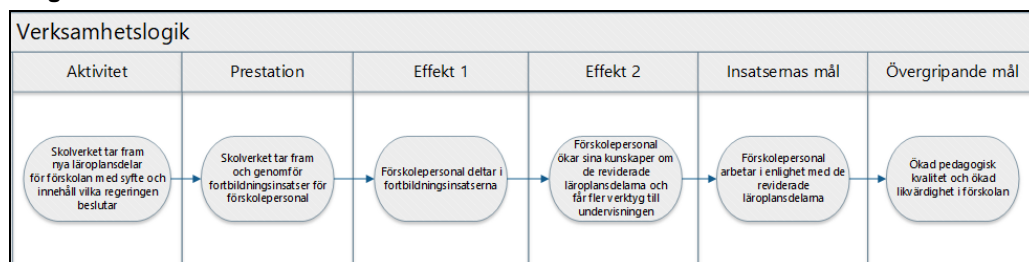 Verksamhetslogik
Aktivitet
Prestation
Effekt 1
Effekt 2
Insatsernas mål
Övergripande mål
Skolverket tar fram
nya läroplansdelar
för förskolan med syfte och
innehåll vilka regeringen
beslutar
Skolverket tar fram
och genomför
fortbildningsinsatser för
förskolepersonal
Förskolepersonal deltar i
fortbildningsinsatserna
Förskolepersonal
ökar sina kunskaper om
de reviderade
läroplansdelarna och
får fler verktyg till
undervisningen
Förskolepersonal
arbetar i enlighet med de
reviderade
läroplansdelarna
Ökad pedagogisk
kvalitet och ökad
likvärdighet i förskolan